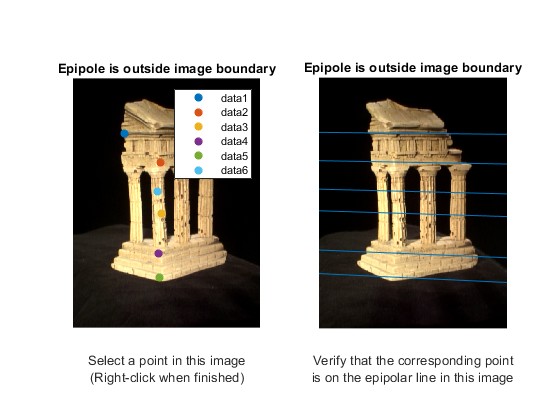 Epipole is outside image boundary
data1
data2
data3
data4
data5
data6
Select a point in this image
(Right-click when finished)
Epipole is outside image boundary
Verify that the corresponding point
is on the epipolar line in this image